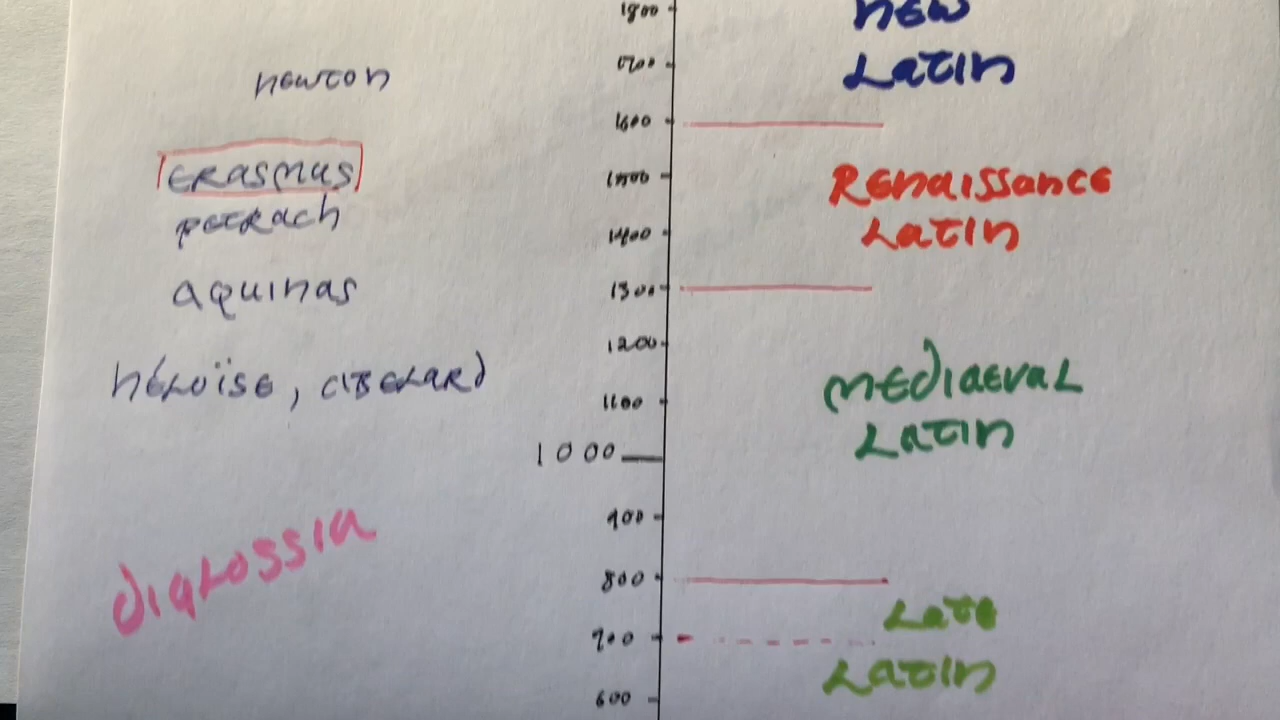 1800
NEW
1700
LATIN
newton
1600
ERASMUS
1500
RENaissance
petrach
1400
LATIN
aquinas
1300
1200
héloïse, abelard
MEDIAEVAL
1100
LATIN
1000
diglossia
900
800
LATE
700
LATIN
600